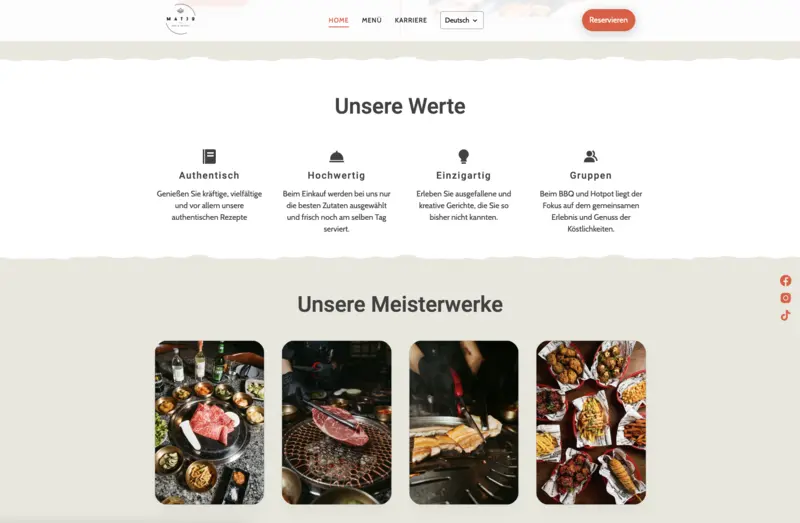 MATZO
HOME
MENÜ
KARRIERE
Deutsch
Reservieren
Unsere Werte
Authentisch
Genießen Sie kräftige, vielfältige
und vor allem unsere
authentischen Rezepte
Hochwertig
Beim Einkauf werden bei uns nur
die besten Zutaten ausgewählt
und frisch noch am selben Tag
serviert.
Einzigartig
Erleben Sie ausgefallene und
kreative Gerichte, die Sie so
bisher nicht kannten.
Gruppen
Beim BBQ und Hotpot liegt der
Fokus auf dem gemeinsamen
Erlebnis und Genuss der
Köstlichkeiten.
Unsere Meisterwerke